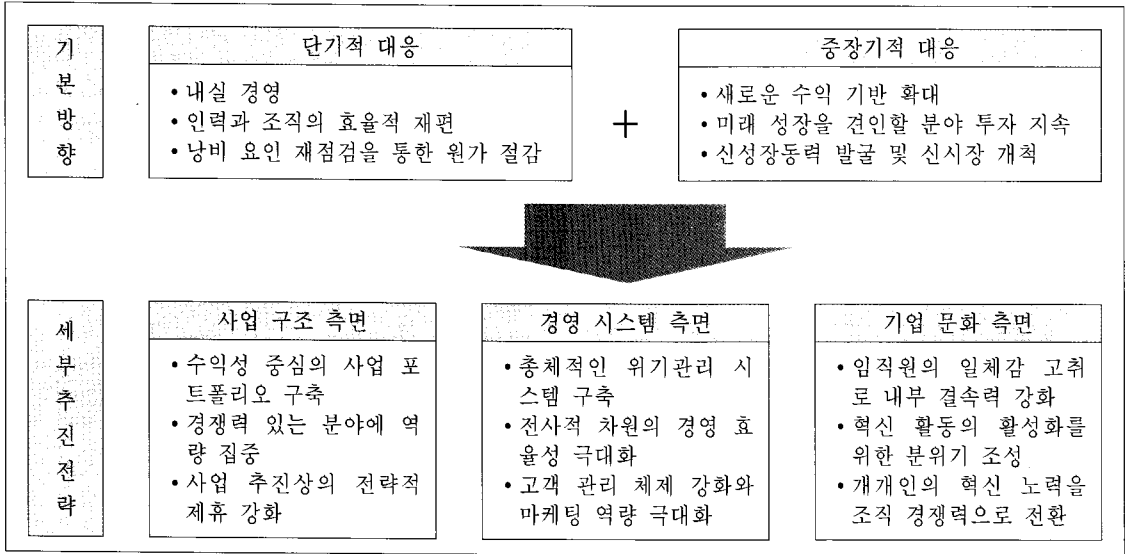 기본방향
단기적 대응
• 내실 경영
• 인력과 조직의 효율적 재편
• 낭비 요인 재점검을 통한 원가 절감
+
중장기적 대응
• 새로운 수익 기반 확대
• 미래 성장을 견인할 분야 투자 지속
• 신성장동력 발굴 및 신시장 개척
세부추진전략
사업 구조 측면
• 수익성 중심의 사업 포
트폴리오 구축
• 경쟁력 있는 분야에 역
량 집중
• 사업 추진상의 전략적
제휴 강화
경영 시스템 측면
• 총체적인 위기관리 시
스템 구축
• 전사적 차원의 경영 효
율성 극대화
• 고객 관리 체제 강화와
마케팅 역량 극대화
기업 문화 측면
• 임직원의 일체감 고취
로 내부 결속력 강화
• 혁신 활동의 활성화를
위한 분위기 조성
• 개개인의 혁신 노력을
조직 경쟁력으로 전환